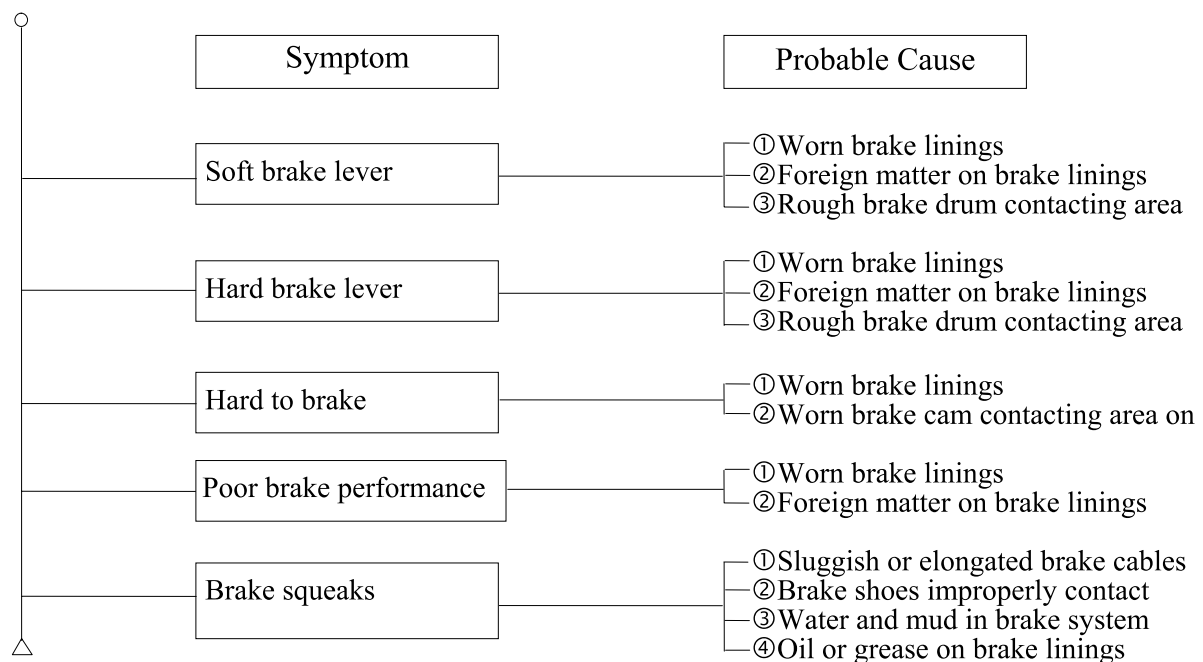 Symptom
Probable Cause
Soft brake lever
①Worn brake linings
②Foreign matter on brake linings
③Rough brake drum contacting area
Hard brake lever
①Worn brake linings
②Foreign matter on brake linings
③Rough brake drum contacting area
Hard to brake
①Worn brake linings
②Worn brake cam contacting area on
Poor brake performance
①Worn brake linings
②Foreign matter on brake linings
Brake squeaks
①Sluggish or elongated brake cables
②Brake shoes improperly contact
③Water and mud in brake system
④Oil or grease on brake linings